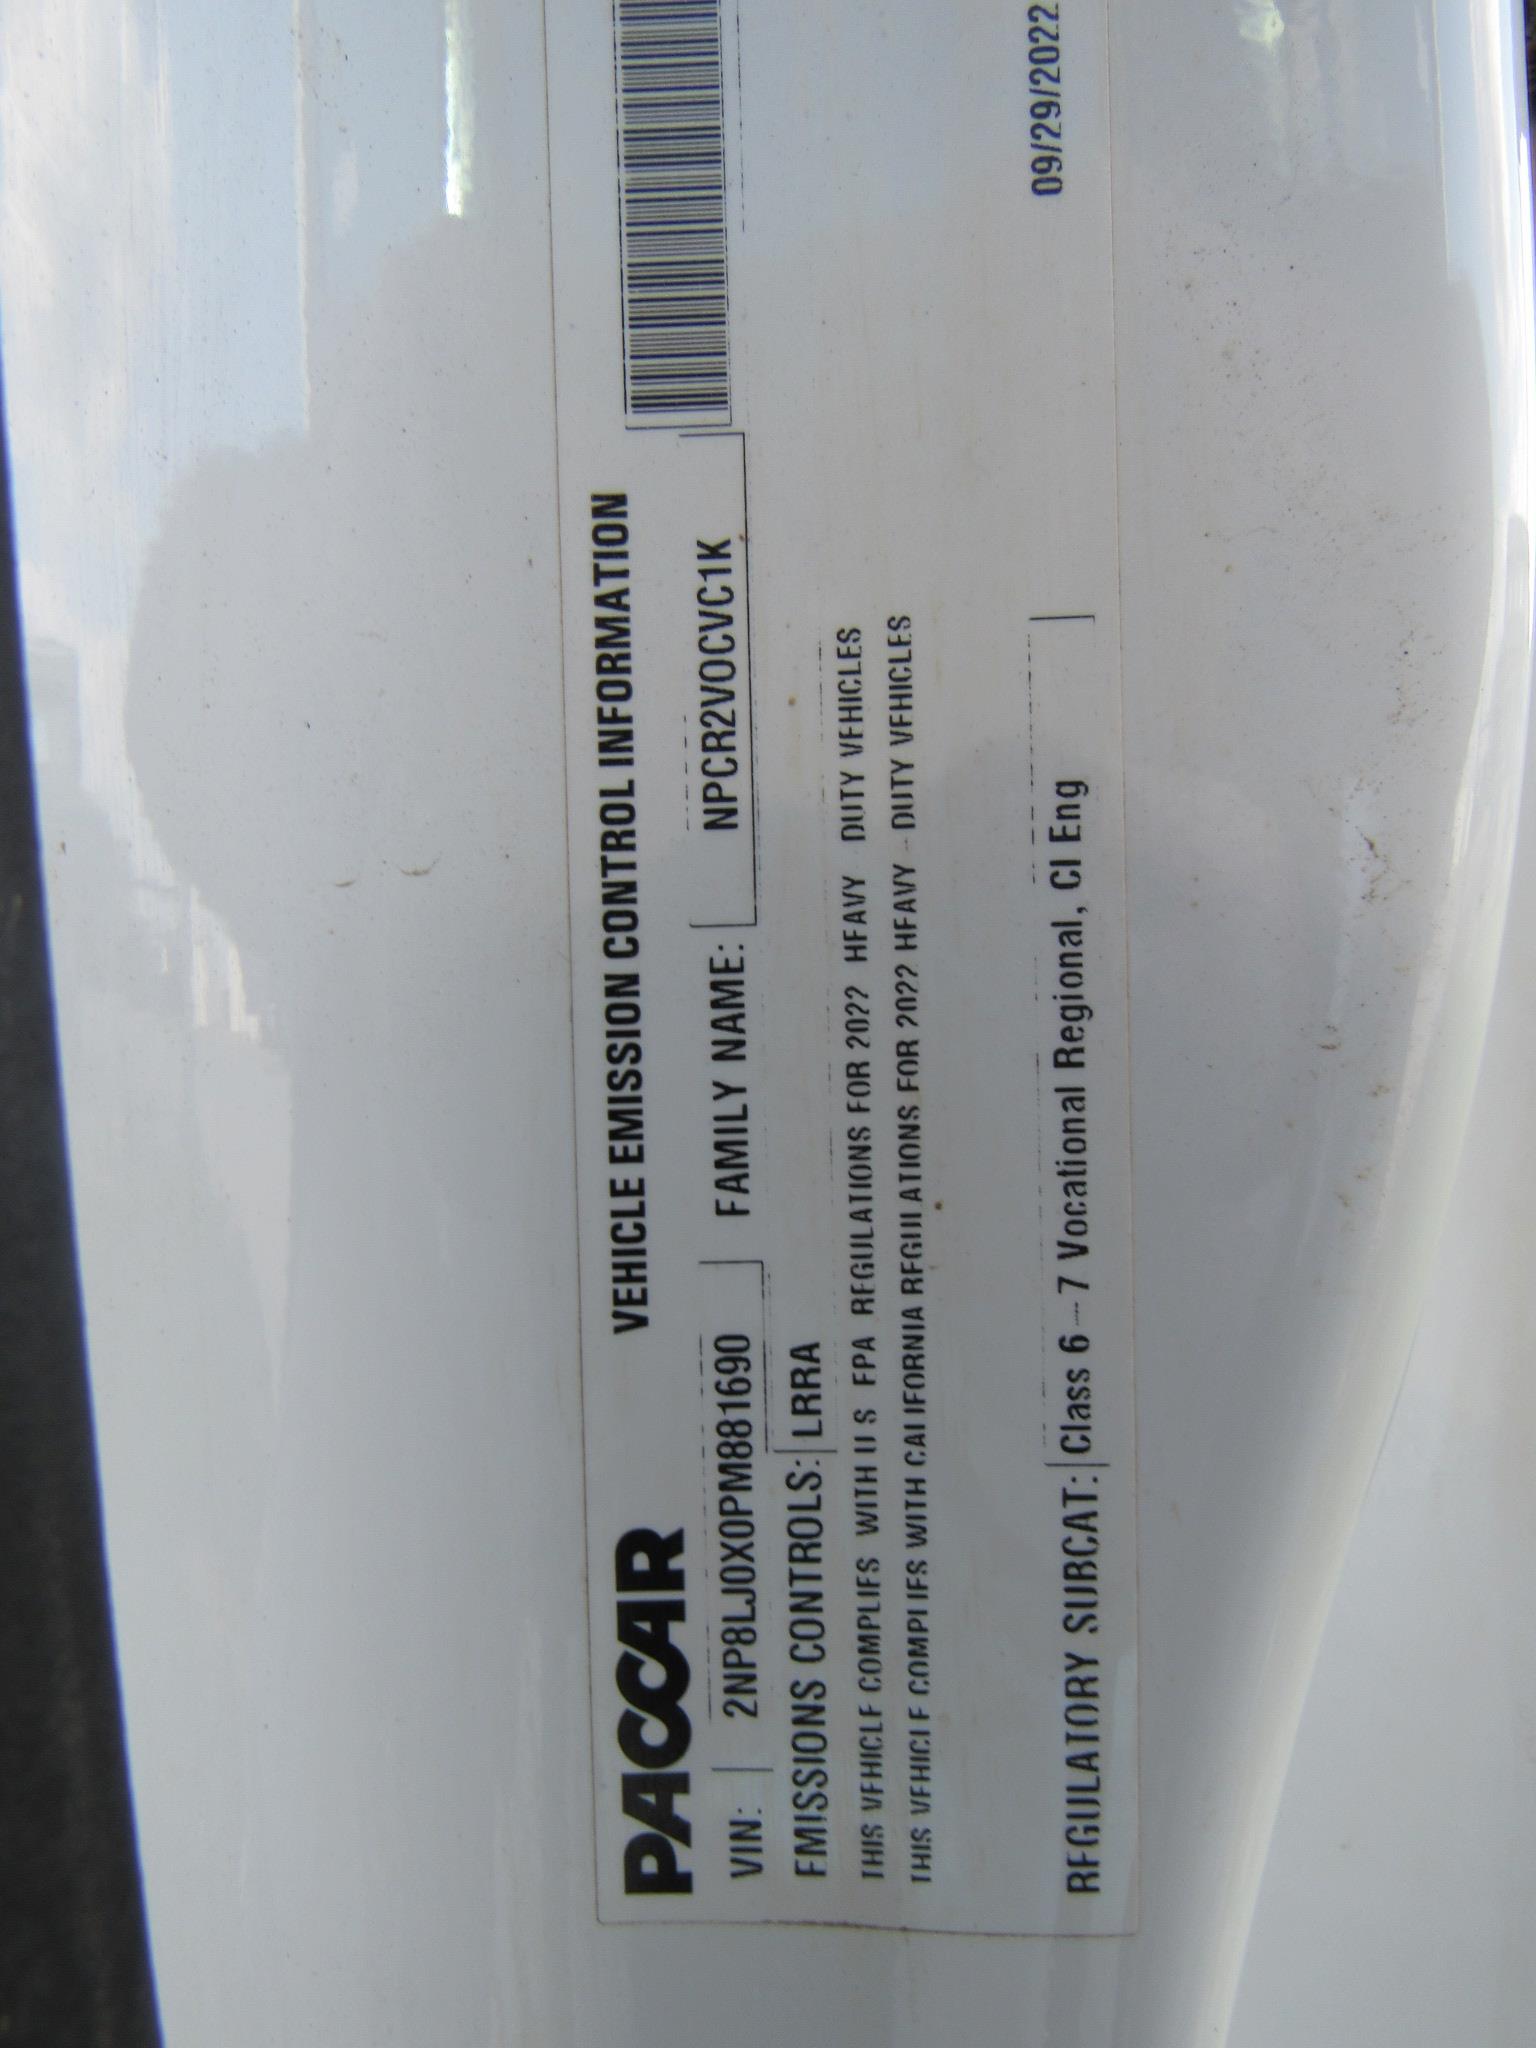 PACCAR
VEHICLE EMISSION CONTROL INFORMATION
VIN: 2NP8LJ0X0PM881690 FAMILY NAME: NPCR2VOCVC1K
EMISSIONS CONTROLS: LRRA
THIS VEHICLE COMPLIES WITH U S EPA REGULATIONS FOR 2022 HEAVY DUTY VEHICLES
THIS VEHICLE COMPLIES WITH CALIFORNIA REGULATIONS FOR 2022 HEAVY - DUTY VEHICLES
09/29/2022
REGULATORY SUBCAT: Class 6 - 7 Vocational Regional, CI Eng